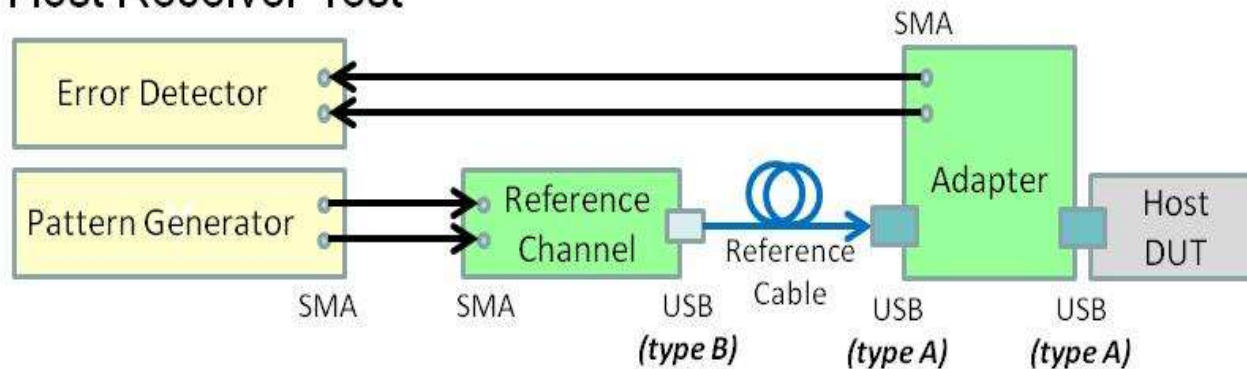 Host Receiver Test
SMA
Error Detector
Adapter
Pattern Generator
Reference
Channel
Reference
Cable
Host
DUT
SMA
SMA
USB
(type B)
USB
(type A)
USB
(type A)